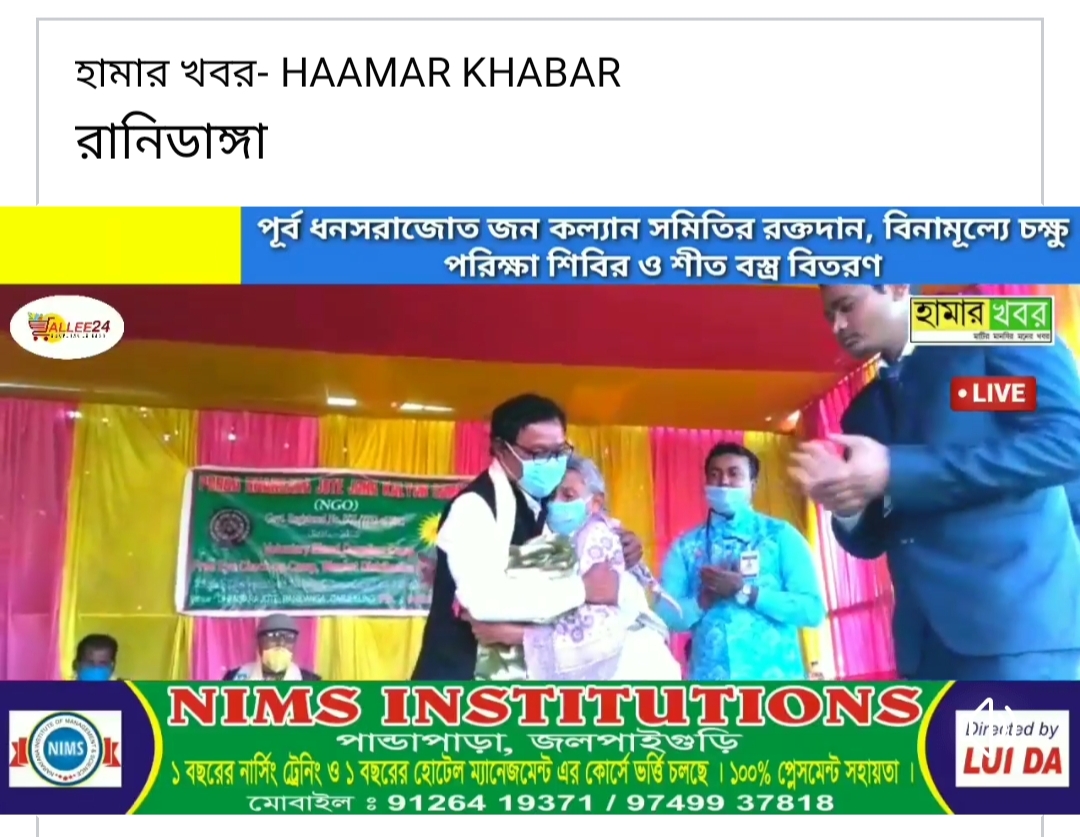 হামার খবর- HAAMAR KHABAR
রানিডাঙ্গা
পূর্ব ধনসরাজোত জন কল্যান সমিতির রক্তদান, বিনামূল্যে চক্ষু
পরিক্ষা শিবির ও শীত বস্ত্র বিতরণ
JALLEE24
হামার খবর
• LIVE
(NGO)
NIMS INSTITUTIONS
পান্ডাপাড়া, জলপাইগুড়ি
১ বছরের নার্সিং ট্রেনিং ও ১ বছরের হোটেল ম্যানেজমেন্ট এর কোর্সে ভর্ত্তি চলছে । ১০০% প্লেসমেন্ট সহায়তা ।
মোবাইল ঃ 91264 19371 / 97499 37818
NIMS
Directed by
LUI DA